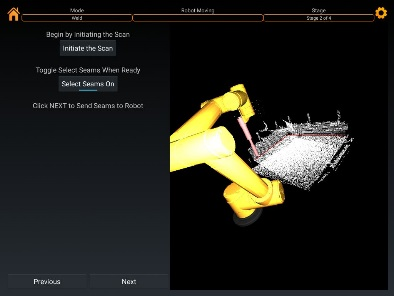 Mode
Robot Moving
Stage
Weld
Stage 2 of 4
Begin by initiating the Scan
Initiate the Scan
Toggle Select Seams When Ready
Select Seams On
Click NEXT to Send Seams to Robot
Previous
Next